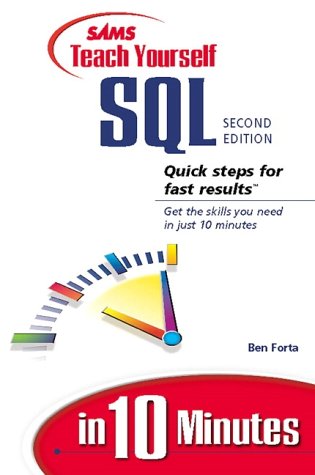 SAMS
Teach Yourself
SQL
SECOND
EDITION
Quick steps for
fast results™
Get the skills you need
in just 10 minutes
Ben Forta
in 10 Minutes